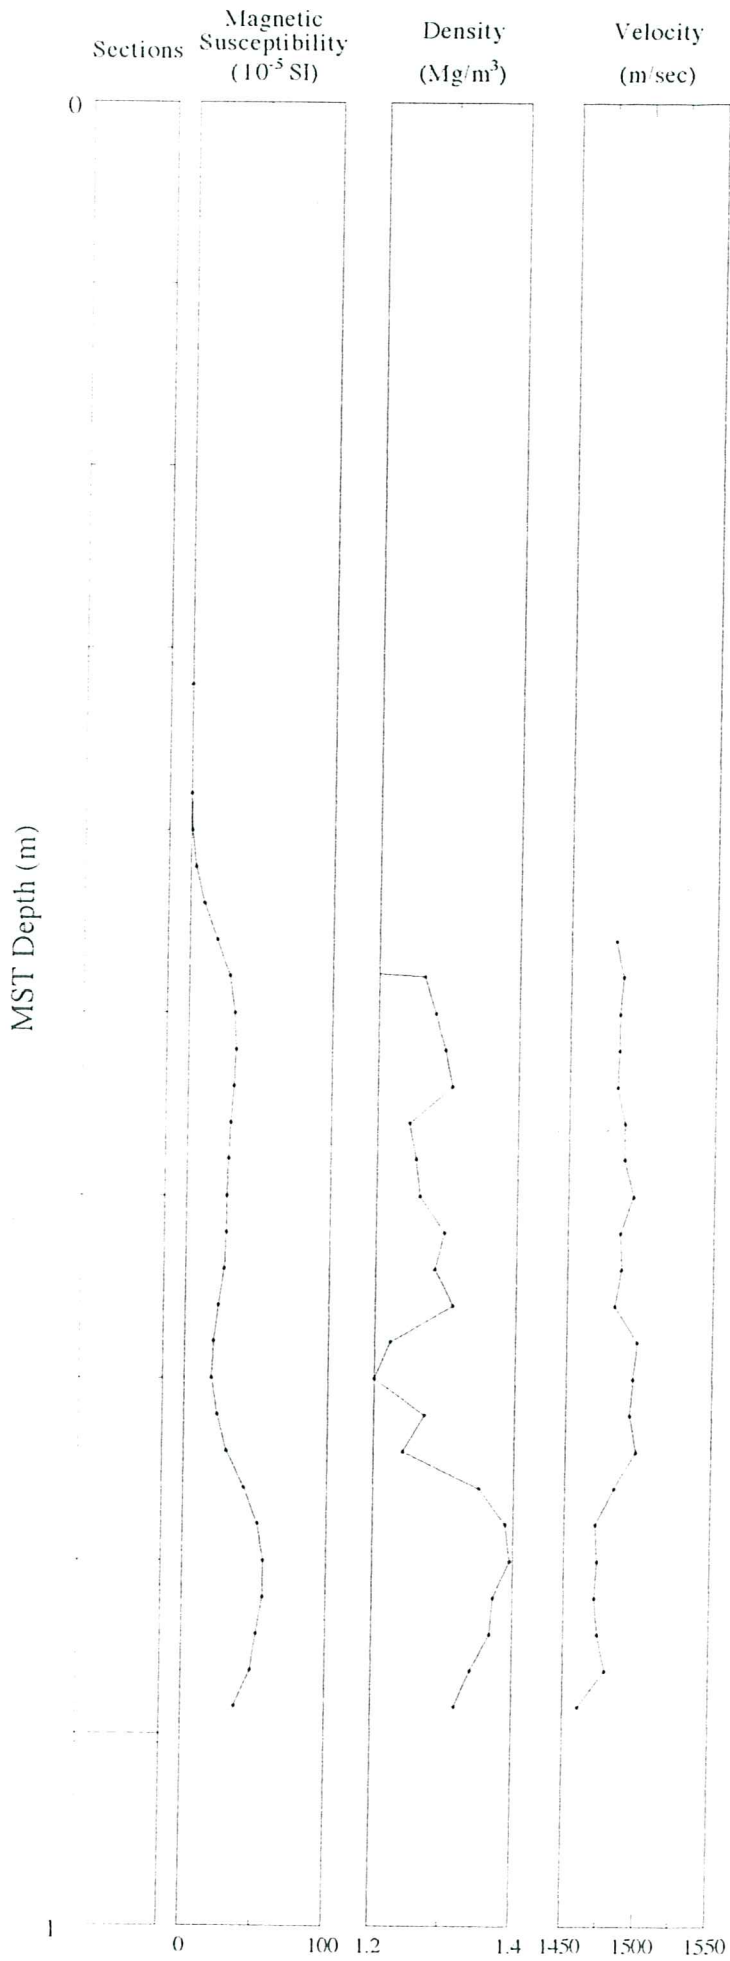 Sections
Magnetic
Susceptibility
(10⁻⁵ SI)
Density
(Mg/m³)
Velocity
(m/sec)
0
MST Depth (m)
1
0 100 1.2 1.4 1450 1500 1550